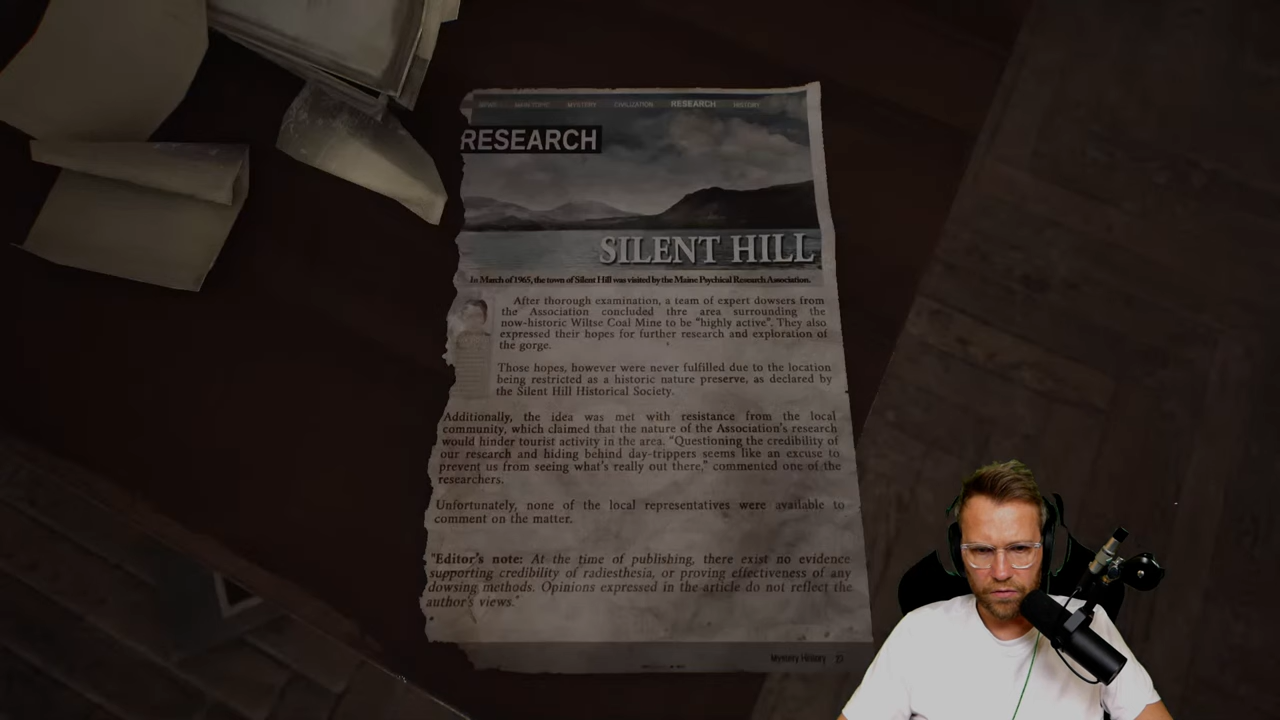 NEWS MAIN TOPIC MYSTERY CIVILIZATION RESEARCH HISTORY
RESEARCH
SILENT HILL
In March of 1965, the town of Silent Hill was visited by the Maine Psychical Research Association.
After thorough examination, a team of expert dowsers from
the Association concluded thre area surrounding the
now-historic Wiltse Coal Mine to be "highly active". They also
expressed their hopes for further research and exploration of
the gorge.
Those hopes, however were never fulfilled due to the location
being restricted as a historic nature preserve, as declared by
the Silent Hill Historical Society.
Additionally, the idea was met with resistance from the local
community, which claimed that the nature of the Association's research
would hinder tourist activity in the area. "Questioning the credibility of
our research and hiding behind day-trippers seems like an excuse to
prevent us from seeing what's really out there," commented one of the
researchers.
Unfortunately, none of the local representatives were available to
comment on the matter.
"Editor's note: At the time of publishing, there exist no evidence
supporting credibility of radiesthesia, or proving effectiveness of any
dowsing methods. Opinions expressed in the article do not reflect the
author's views."
Mystery History